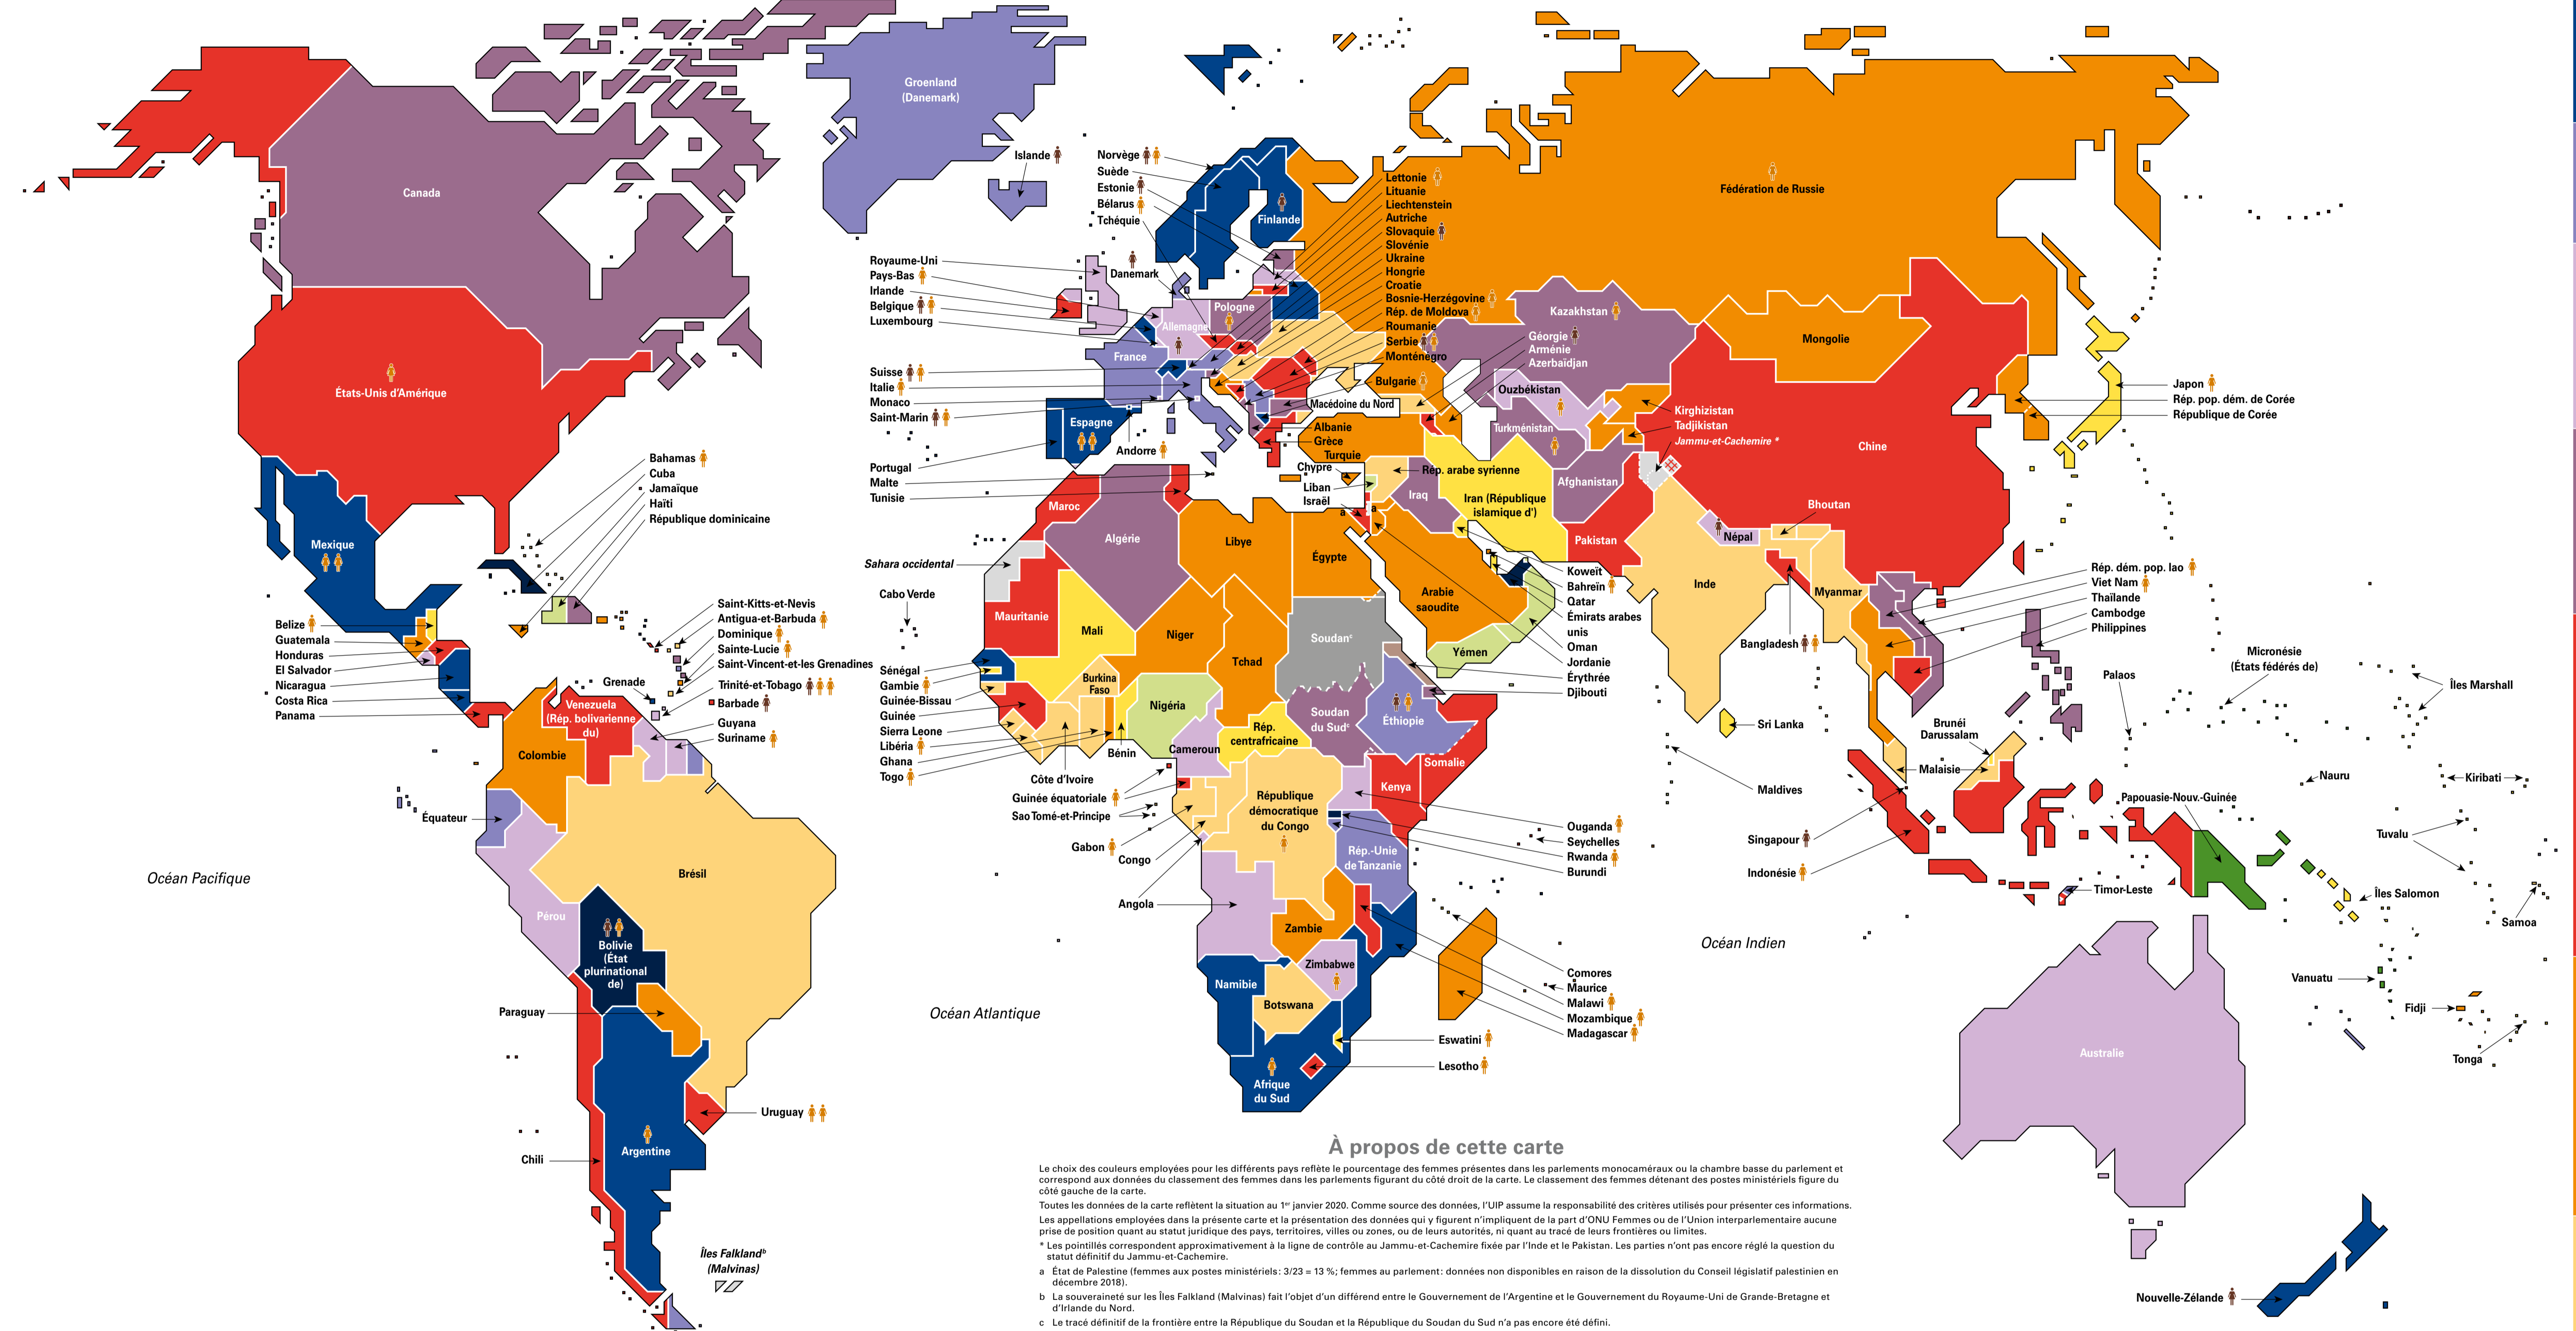 Groenland
(Danemark)
Canada
États-Unis d'Amérique
Mexique
Bahamas
Cuba
Jamaïque
Haïti
République dominicaine
Belize
Guatemala
Honduras
El Salvador
Nicaragua
Costa Rica
Panama
Saint-Kitts-et-Nevis
Antigua-et-Barbuda
Dominique
Sainte-Lucie
Saint-Vincent-et-les Grenadines
Trinité-et-Tobago
Grenade
Barbade
Guyana
Suriname
Venezuela
(Rép. bolivarienne
du)
Colombie
Équateur
Brésil
Pérou
Bolivie
(État
plurinational
de)
Paraguay
Uruguay
Chili
Argentine
Îles Falklandᵇ
(Malvinas)
Océan Pacifique
Océan Atlantique
Océan Indien
Islande
Norvège
Suède
Estonie
Bélarus
Tchéquie
Finlande
Danemark
Royaume-Uni
Pays-Bas
Irlande
Belgique
Luxembourg
Pologne
Allemagne
France
Suisse
Italie
Monaco
Saint-Marin
Espagne
Andorre
Portugal
Malte
Tunisie
Lettonie
Lituanie
Liechtenstein
Autriche
Slovaquie
Slovénie
Ukraine
Hongrie
Croatie
Bosnie-Herzégovine
Rép. de Moldova
Roumanie
Serbie
Monténégro
Bulgarie
Macédoine du Nord
Albanie
Grèce
Turquie
Chypre
Liban
Israël
a
a
Rép. arabe syrienne
Géorgie
Arménie
Azerbaïdjan
Fédération de Russie
Kazakhstan
Mongolie
Ouzbékistan
Turkménistan
Kirghizistan
Tadjikistan
Jammu-et-Cachemire *
Chine
Japon
Rép. pop. dém. de Corée
République de Corée
Iraq
Iran (République
islamique d')
Afghanistan
Pakistan
Népal
Bhoutan
Inde
Bangladesh
Myanmar
Sri Lanka
Maldives
Rép. dém. pop. lao
Viet Nam
Thaïlande
Cambodge
Philippines
Brunéi
Darussalam
Malaisie
Singapour
Indonésie
Timor-Leste
Papouasie-Nouv.-Guinée
Palaos
Micronésie
(États fédérés de)
Îles Marshall
Nauru
Kiribati
Tuvalu
Îles Salomon
Samoa
Vanuatu
Fidji
Tonga
Australie
Nouvelle-Zélande
Koweït
Bahreïn
Qatar
Émirats arabes
unis
Oman
Jordanie
Érythrée
Djibouti
Arabie
saoudite
Yémen
Maroc
Algérie
Libye
Égypte
Sahara occidental
Cabo Verde
Mauritanie
Mali
Niger
Tchad
Soudanᶜ
Sénégal
Gambie
Guinée-Bissau
Guinée
Sierra Leone
Libéria
Ghana
Togo
Burkina
Faso
Bénin
Côte d'Ivoire
Nigéria
Cameroun
Rép.
centrafricaine
Soudan
du Sudᶜ
Éthiopie
Somalie
Kenya
Guinée équatoriale
Sao Tomé-et-Principe
Gabon
Congo
Angola
République
démocratique
du Congo
Rép.-Unie
de Tanzanie
Ouganda
Seychelles
Rwanda
Burundi
Zambie
Zimbabwe
Namibie
Botswana
Comores
Maurice
Malawi
Mozambique
Madagascar
Eswatini
Lesotho
Afrique
du Sud
À propos de cette carte
Le choix des couleurs employées pour les différents pays reflète le pourcentage des femmes présentes dans les parlements monocaméraux ou la chambre basse du parlement et
correspond aux données du classement des femmes dans les parlements figurant du côté droit de la carte. Le classement des femmes détenant des postes ministériels figure du
côté gauche de la carte.
Toutes les données de la carte reflètent la situation au 1ᵉʳ janvier 2020. Comme source des données, l'UIP assume la responsabilité des critères utilisés pour présenter ces informations.
Les appellations employées dans la présente carte et la présentation des données qui y figurent n'impliquent de la part d'ONU Femmes ou de l'Union interparlementaire aucune
prise de position quant au statut juridique des pays, territoires, villes ou zones, ou de leurs autorités, ni quant au tracé de leurs frontières ou limites.
* Les pointillés correspondent approximativement à la ligne de contrôle au Jammu-et-Cachemire fixée par l'Inde et le Pakistan. Les parties n'ont pas encore réglé la question du
statut définitif du Jammu-et-Cachemire.
a État de Palestine (femmes aux postes ministériels: 3/23 = 13 %; femmes au parlement: données non disponibles en raison de la dissolution du Conseil législatif palestinien en
décembre 2018).
b La souveraineté sur les Îles Falkland (Malvinas) fait l'objet d'un différend entre le Gouvernement de l'Argentine et le Gouvernement du Royaume-Uni de Grande-Bretagne et
d'Irlande du Nord.
c Le tracé définitif de la frontière entre la République du Soudan et la République du Soudan du Sud n'a pas encore été défini.